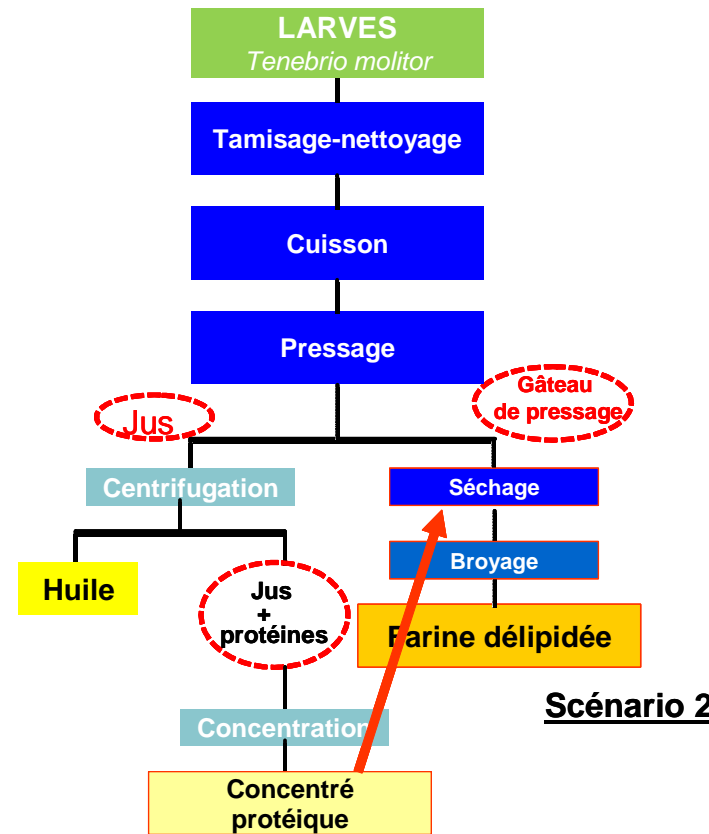 LARVES
Tenebrio molitor
Tamisage-nettoyage
Cuisson
Pressage
Jus
Gâteau
de pressage
Centrifugation
Séchage
Huile
Jus
+
protéines
Broyage
Farine délipidée
Scénario 2
Concentration
Concentré
protéique